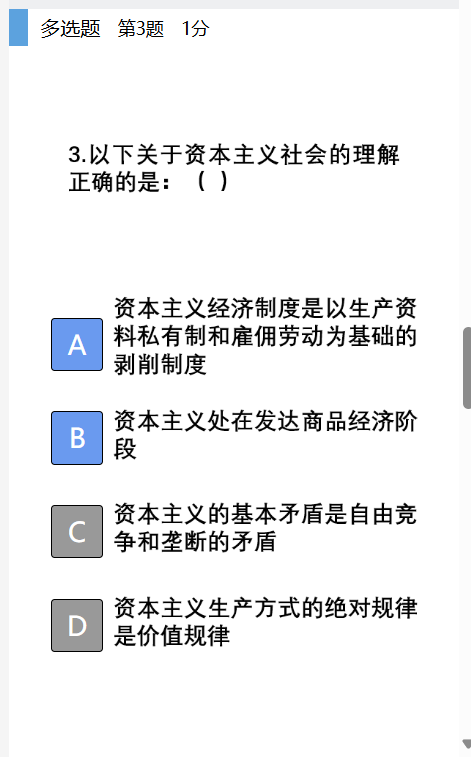 多选题 第3题 1分
3.以下关于资本主义社会的理解
正确的是：（ ）
资本主义经济制度是以生产资
A
料私有制和雇佣劳动为基础的
剥削制度
资本主义处在发达商品经济阶
B
段
资本主义的基本矛盾是自由竞
C
争和垄断的矛盾
资本主义生产方式的绝对规律
D
是价值规律